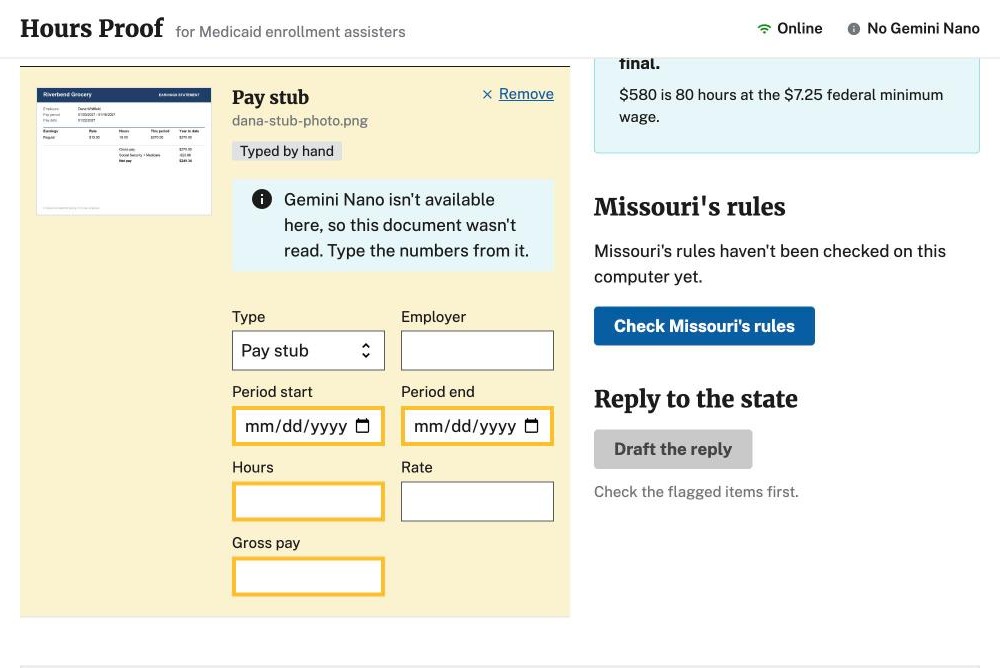 Hours Proof for Medicaid enrollment assisters
Online
No Gemini Nano
Riverbend Grocery
EARNINGS STATEMENT
Pay stub
Remove
dana-stub-photo.png
Typed by hand
Gemini Nano isn't available
here, so this document wasn't
read. Type the numbers from it.
Type
Employer
Pay stub
Period start
Period end
mm/dd/yyyy
mm/dd/yyyy
Hours
Rate
Gross pay
final.
$580 is 80 hours at the $7.25 federal minimum
wage.
Missouri's rules
Missouri's rules haven't been checked on this
computer yet.
Check Missouri's rules
Reply to the state
Draft the reply
Check the flagged items first.